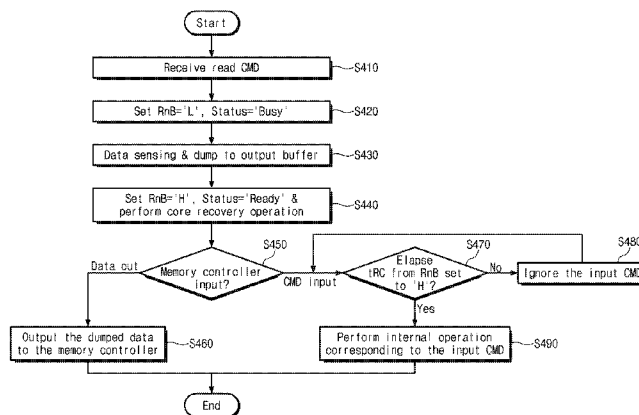 Start
Receive read CMD
S410
Set RnB='L', Status='Busy'
S420
Data sensing & dump to output buffer
S430
Set RnB='H', Status='Ready' &
perform core recovery operation
S440
S450
Memory controller
input?
Data out
CMD input
S470
Elapse
tRC from RnB set
to 'H'?
No
Yes
S480
Ignore the input CMD
Output the dumped data
to the memory controller
S460
Perform internal operation
corresponding to the input CMD
S490
End